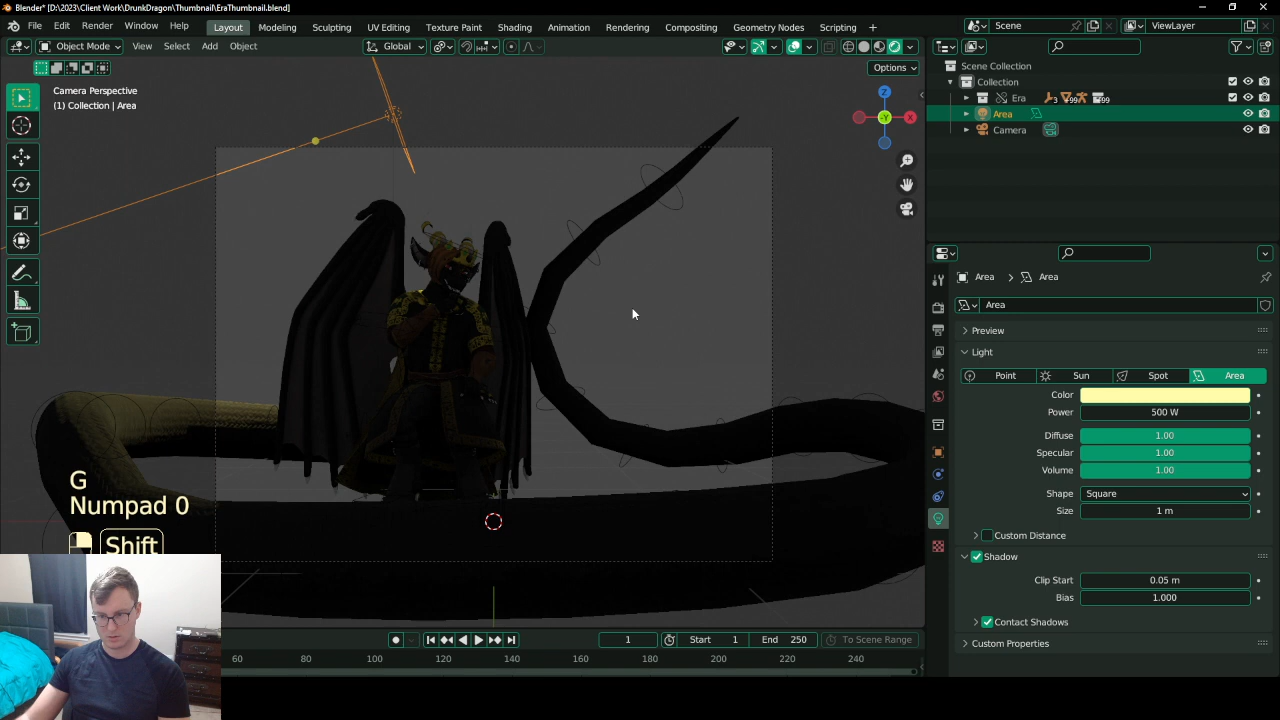 Blender* [D:\2023\Client Work\DrunkDragon\Thumbnail\EraThumbnail.blend]
File Edit Render Window Help Layout Modeling Sculpting UV Editing Texture Paint Shading Animation Rendering Compositing Geometry Nodes Scripting + Scene ViewLayer
Object Mode View Select Add Object Global
Options
Camera Perspective
(1) Collection | Area
Z
X
-Y
G
Numpad 0
Shift
1 Start 1 End 250 To Scene Range
60 80 100 120 140 160 180 200 220 240
Scene Collection
Collection
Era 3 99 99
Area
Camera
Area Area
Area
Preview
Light
Point Sun Spot Area
Color
Power 500 W
Diffuse 1.00
Specular 1.00
Volume 1.00
Shape Square
Size 1 m
Custom Distance
Shadow
Clip Start 0.05 m
Bias 1.000
Contact Shadows
Custom Properties